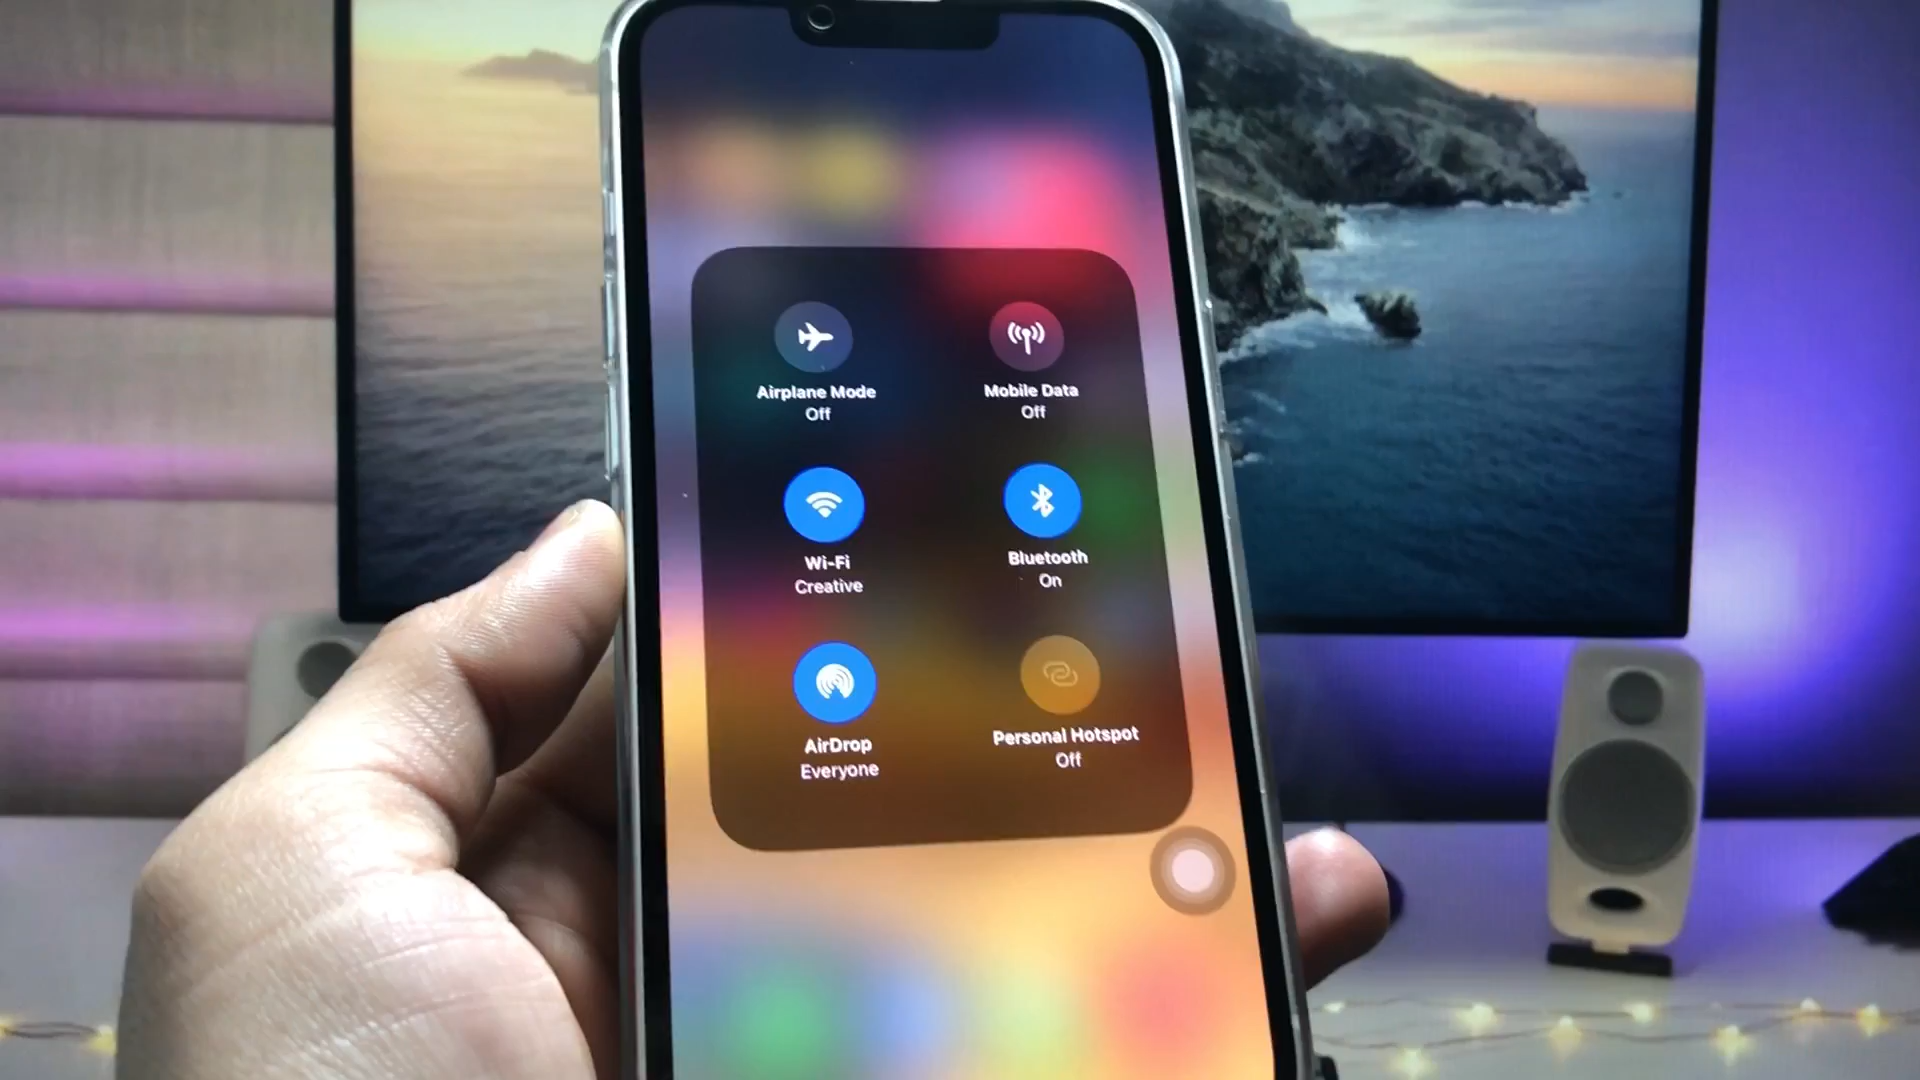 Airplane Mode
Off
Mobile Data
Off
Wi-Fi
Creative
Bluetooth
On
AirDrop
Everyone
Personal Hotspot
Off